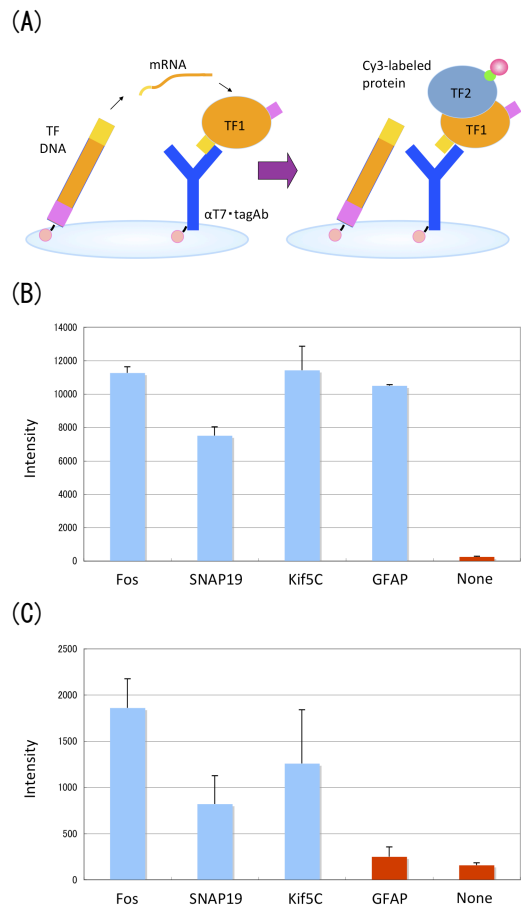 (A)
mRNA
TF
DNA
TF1
αT7・tagAb
Cy3-labeled
protein
TF2
TF1
(B)
Intensity
14000
12000
10000
8000
6000
4000
2000
0
Fos SNAP19 Kif5C GFAP None
(C)
Intensity
2500
2000
1500
1000
500
0
Fos SNAP19 Kif5C GFAP None